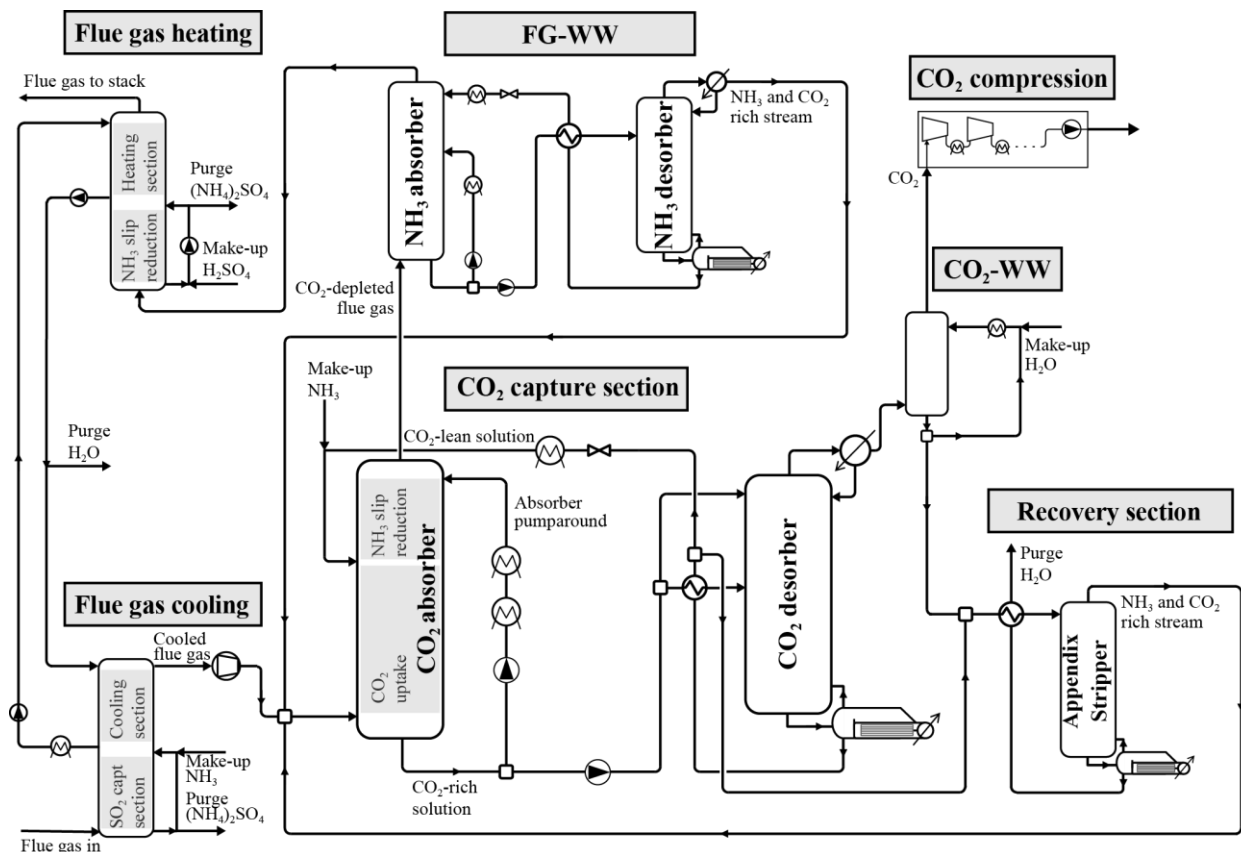 Flue gas heating
FG-WW
Flue gas to stack
CO₂ compression
Heating
section
NH₃ slip
reduction
Purge
(NH₄)₂SO₄
Make-up
H₂SO₄
NH₃ absorber
NH₃ desorber
NH₃ and CO₂
rich stream
CO₂
CO₂-WW
CO₂-depleted
flue gas
Make-up
H₂O
Make-up
NH₃
CO₂ capture section
CO₂-lean solution
Purge
H₂O
NH₃ slip
reduction
CO₂
uptake
CO₂ absorber
Absorber
pumparound
CO₂ desorber
Recovery section
Purge
H₂O
NH₃ and CO₂
rich stream
Appendix
Stripper
Flue gas cooling
Cooled
flue gas
Cooling
section
SO₂ capt
section
Make-up
NH₃
Purge
(NH₄)₂SO₄
CO₂-rich
solution
Flue gas in